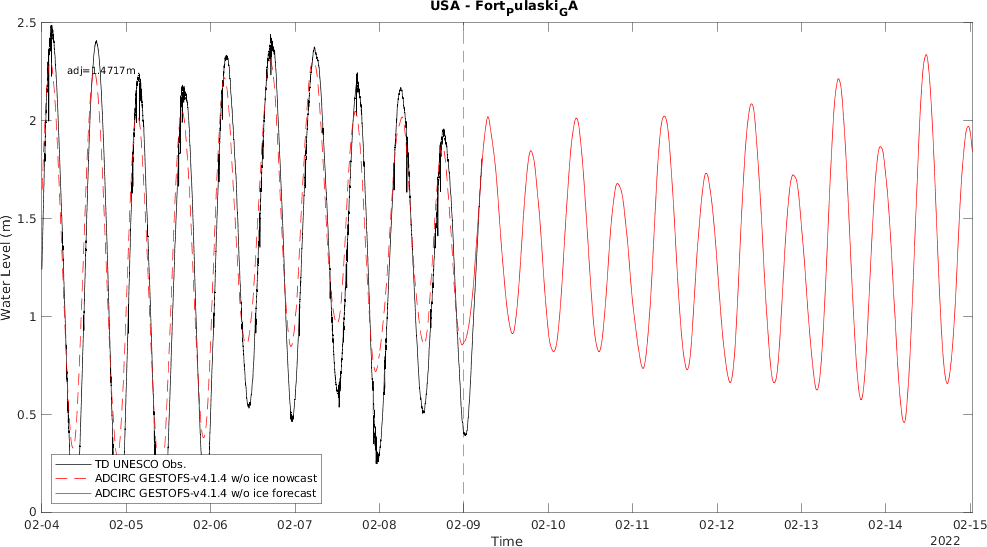 USA - Fort_Pulaski_GA
adj=1.4717m
2.5
2
1.5
1
0.5
0
Water Level (m)
TD UNESCO Obs.
ADCIRC GESTOFS-v4.1.4 w/o ice nowcast
ADCIRC GESTOFS-v4.1.4 w/o ice forecast
02-04 02-05 02-06 02-07 02-08 02-09 02-10 02-11 02-12 02-13 02-14 02-15
Time
2022